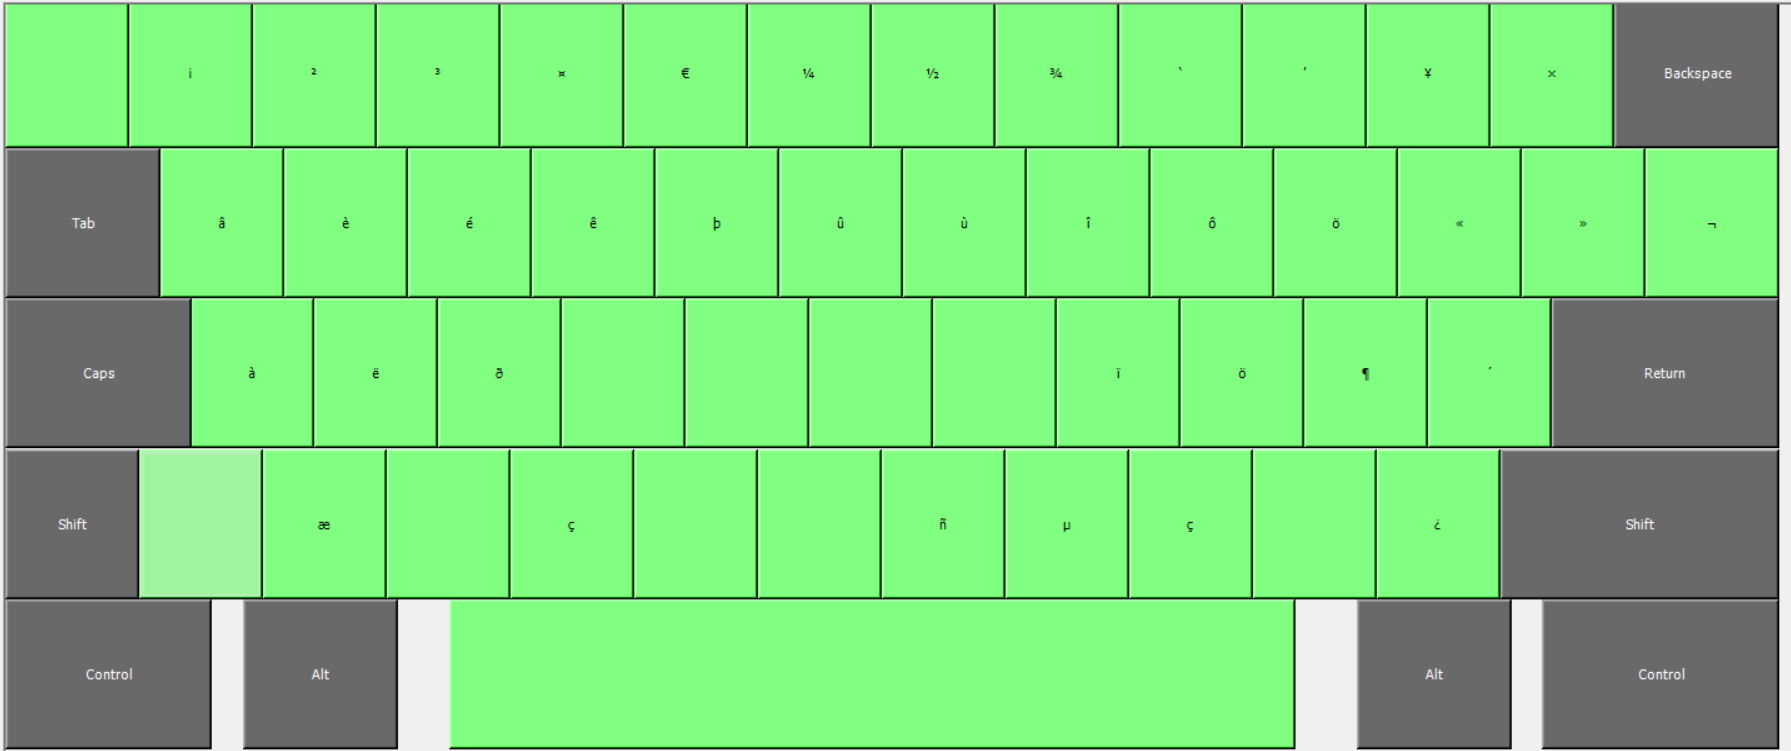 ¡ ² ³ ¤ € ¼ ½ ¾ ‘ ’ ¥ × Backspace
Tab â è é ê þ û ù î ô ö « » ¬
Caps à ë ð ï ö ¶ ´ Return
Shift æ ç ñ µ ç ¿ Shift
Control Alt Alt Control